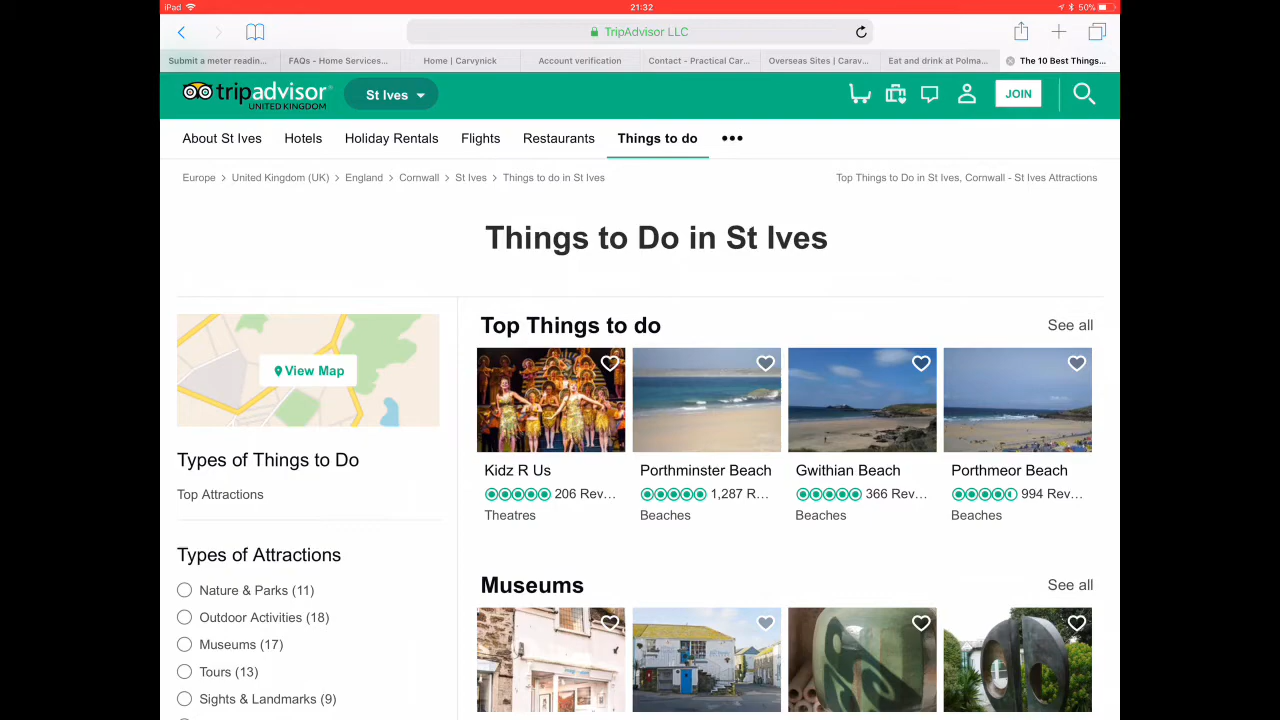 iPad 21:32 50%
TripAdvisor LLC
Submit a meter readin... FAQs - Home Services... Home | Carvynick Account verification Contact - Practical Car... Overseas Sites | Carav... Eat and drink at Polma... The 10 Best Things...
tripadvisor St Ives JOIN
UNITED KINGDOM
About St Ives Hotels Holiday Rentals Flights Restaurants Things to do •••
Europe > United Kingdom (UK) > England > Cornwall > St Ives > Things to do in St Ives Top Things to Do in St Ives, Cornwall - St Ives Attractions
Things to Do in St Ives
Top Things to do See all
View Map
Types of Things to Do
Top Attractions
Kidz R Us Porthminster Beach Gwithian Beach Porthmeor Beach
206 Rev... 1,287 R... 366 Rev... 994 Rev...
Theatres Beaches Beaches Beaches
Types of Attractions
Nature & Parks (11)
Outdoor Activities (18)
Museums (17)
Tours (13)
Sights & Landmarks (9)
Museums See all